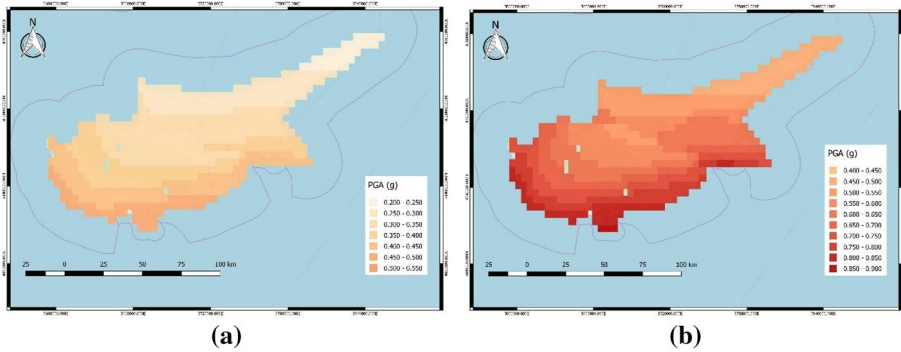 N
PGA (g)
0.200 - 0.250
0.250 - 0.300
0.300 - 0.350
0.350 - 0.400
0.400 - 0.450
0.450 - 0.500
0.500 - 0.550
25 0 25 50 75 100 km
(a)
N
PGA (g)
0.400 - 0.450
0.450 - 0.500
0.500 - 0.550
0.550 - 0.600
0.600 - 0.650
0.650 - 0.700
0.700 - 0.750
0.750 - 0.800
0.800 - 0.850
0.850 - 0.900
25 0 25 50 75 100 km
(b)